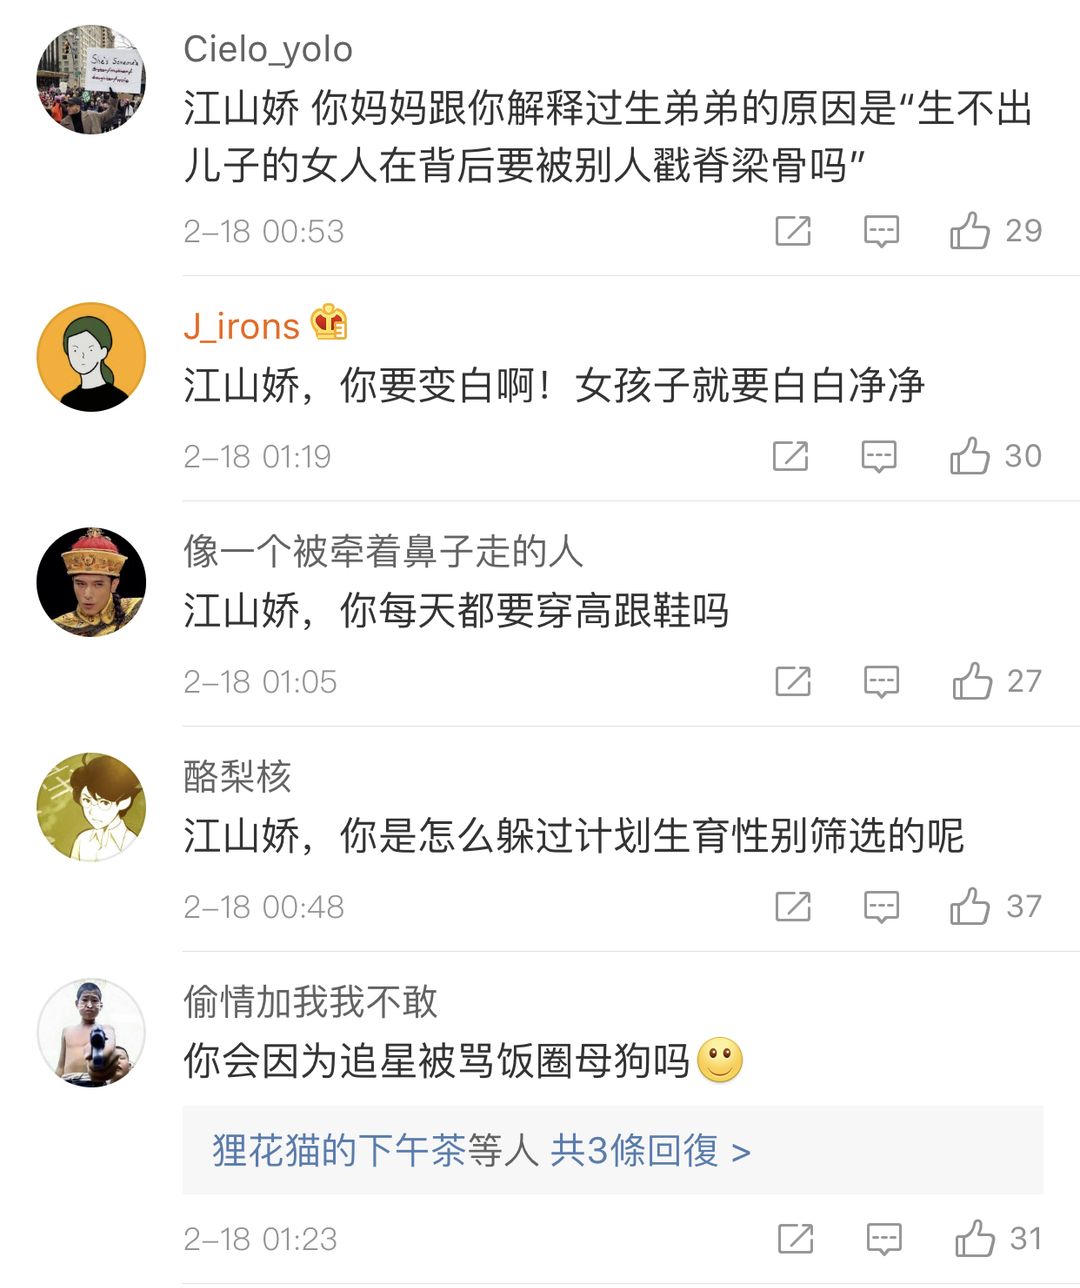 She's Someone's
Cielo_yolo
江山娇 你妈妈跟你解释过生弟弟的原因是“生不出
儿子的女人在背后要被别人戳脊梁骨吗”
2–18 00:53
29
J_irons
江山娇，你要变白啊！女孩子就要白白净净
2–18 01:19
30
像一个被牵着鼻子走的人
江山娇，你每天都要穿高跟鞋吗
2–18 01:05
27
酪梨核
江山娇，你是怎么躲过计划生育性别筛选的呢
2–18 00:48
37
偷情加我我不敢
你会因为追星被骂饭圈母狗吗
狸花猫的下午茶等人 共3條回復 >
2–18 01:23
31